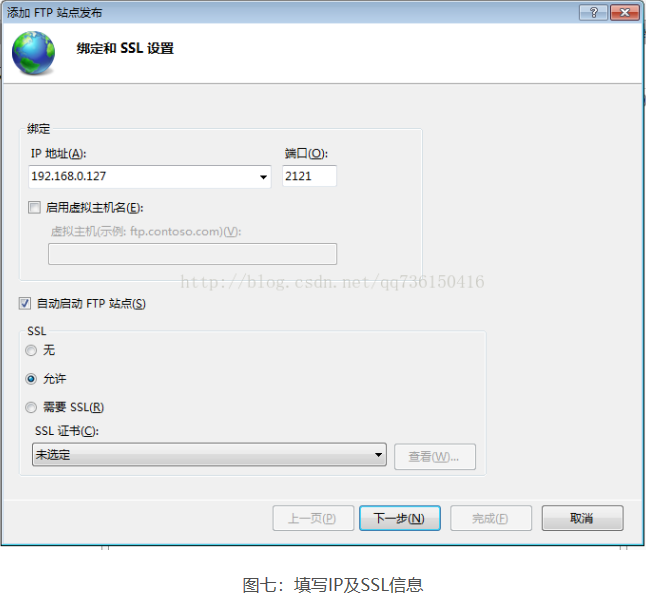 添加 FTP 站点发布
绑定和 SSL 设置
绑定
IP 地址(A):
端口(O):
192.168.0.127
2121
启用虚拟主机名(E):
虚拟主机(示例: ftp.contoso.com)(V):
http://blog.csdn.net/qq736150416
自动启动 FTP 站点(S)
SSL
无
允许
需要 SSL(R)
SSL 证书(C):
未选定
查看(W)...
上一页(P)
下一步(N)
完成(F)
取消
图七：填写IP及SSL信息